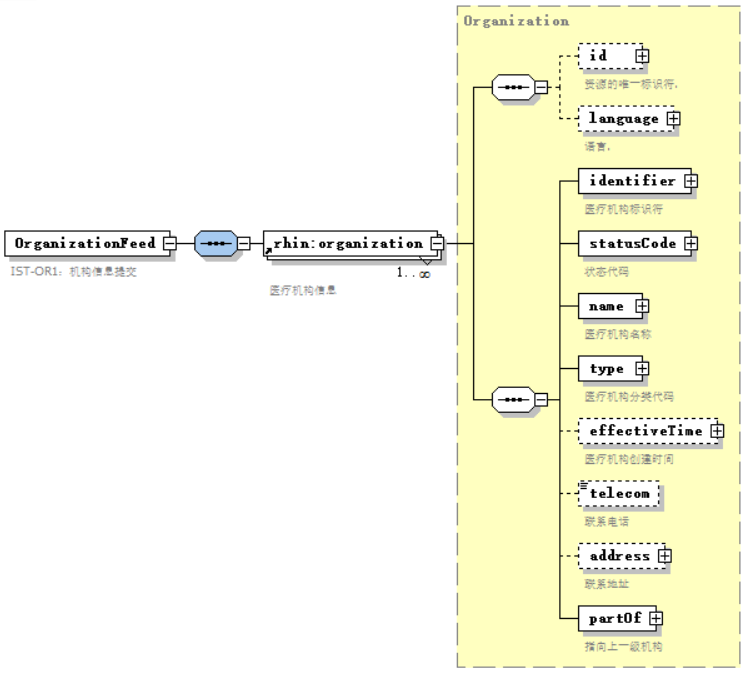 Organization
id
资源的唯一标识符.
language
语言.
identifier
医疗机构标识符
OrganizationFeed
IST-OR1：机构信息提交
rhin:organization
1..∞
医疗机构信息
statusCode
状态代码
name
医疗机构名称
type
医疗机构分类代码
effectiveTime
医疗机构创建时间
telecom
联系电话
address
联系地址
partOf
指向上一级机构